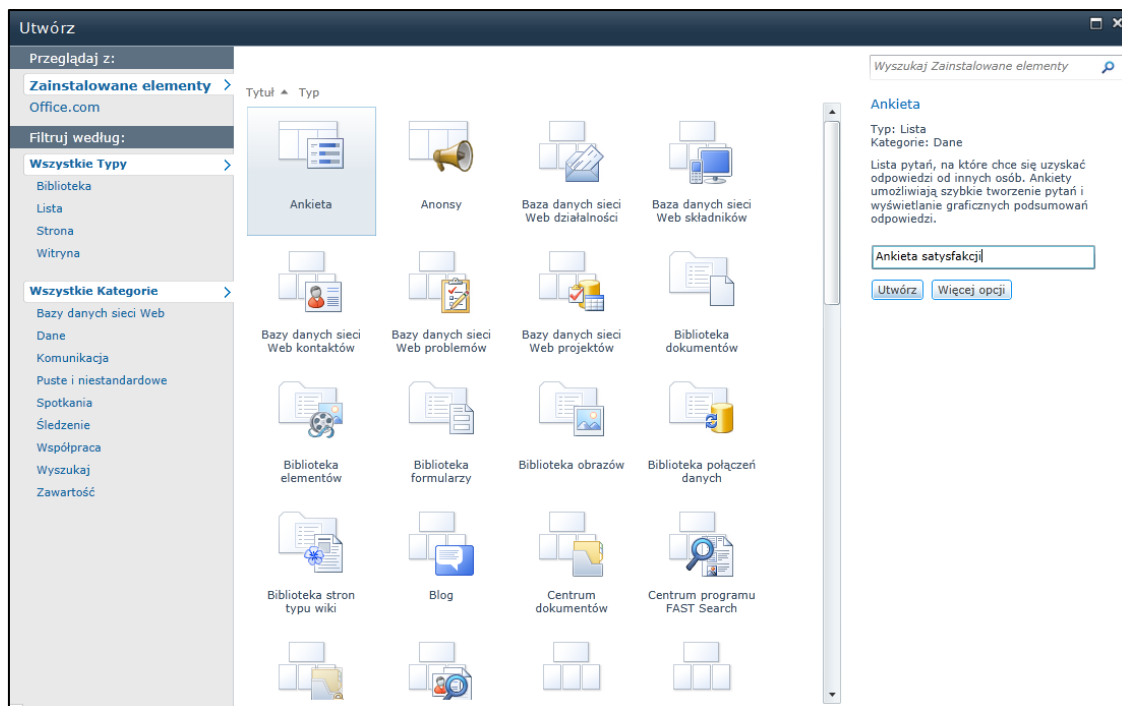 Utwórz
Przeglądaj z:
Zainstalowane elementy
Office.com
Filtruj według:
Wszystkie Typy
Biblioteka
Lista
Strona
Witryna
Wszystkie Kategorie
Bazy danych sieci Web
Dane
Komunikacja
Puste i niestandardowe
Spotkania
Śledzenie
Współpraca
Wyszukaj
Zawartość
Tytuł Typ
Ankieta
Anonsy
Baza danych sieci
Web działalności
Baza danych sieci
Web składników
Bazy danych sieci
Web kontaktów
Bazy danych sieci
Web problemów
Bazy danych sieci
Web projektów
Biblioteka
dokumentów
Biblioteka
elementów
Biblioteka
formularzy
Biblioteka obrazów
Biblioteka połączeń
danych
Biblioteka stron
typu wiki
Blog
Centrum
dokumentów
Centrum programu
FAST Search
Wyszukaj Zainstalowane elementy
Ankieta
Typ: Lista
Kategorie: Dane
Lista pytań, na które chce się uzyskać
odpowiedzi od innych osób. Ankiety
umożliwiają szybkie tworzenie pytań i
wyświetlanie graficznych podsumowań
odpowiedzi.
Ankieta satysfakcji
Utwórz
Więcej opcji